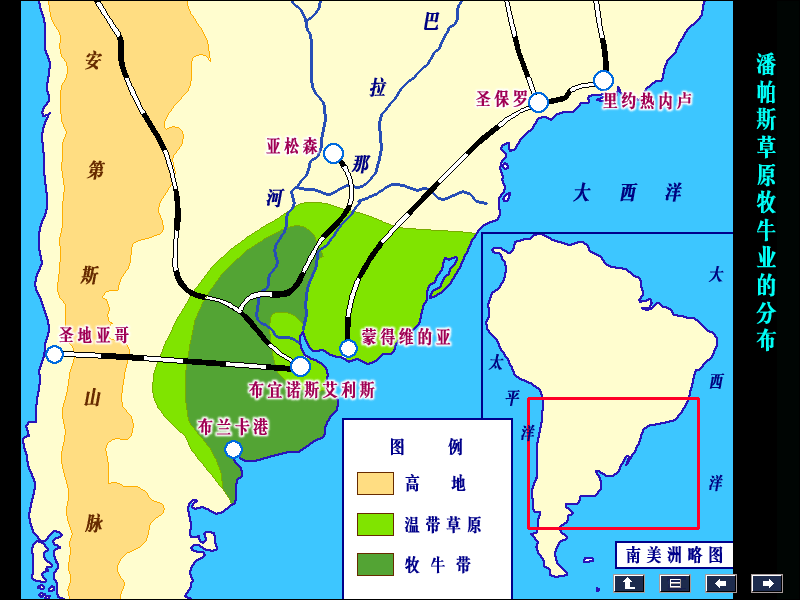 潘帕斯草原牧牛业的分布
安第斯山脉
巴拉那河
圣保罗
里约热内卢
亚松森
大西洋
圣地亚哥
蒙得维的亚
布宜诺斯艾利斯
布兰卡港
图例
高地
温带草原
牧牛带
大西洋
太平洋
南美洲略图